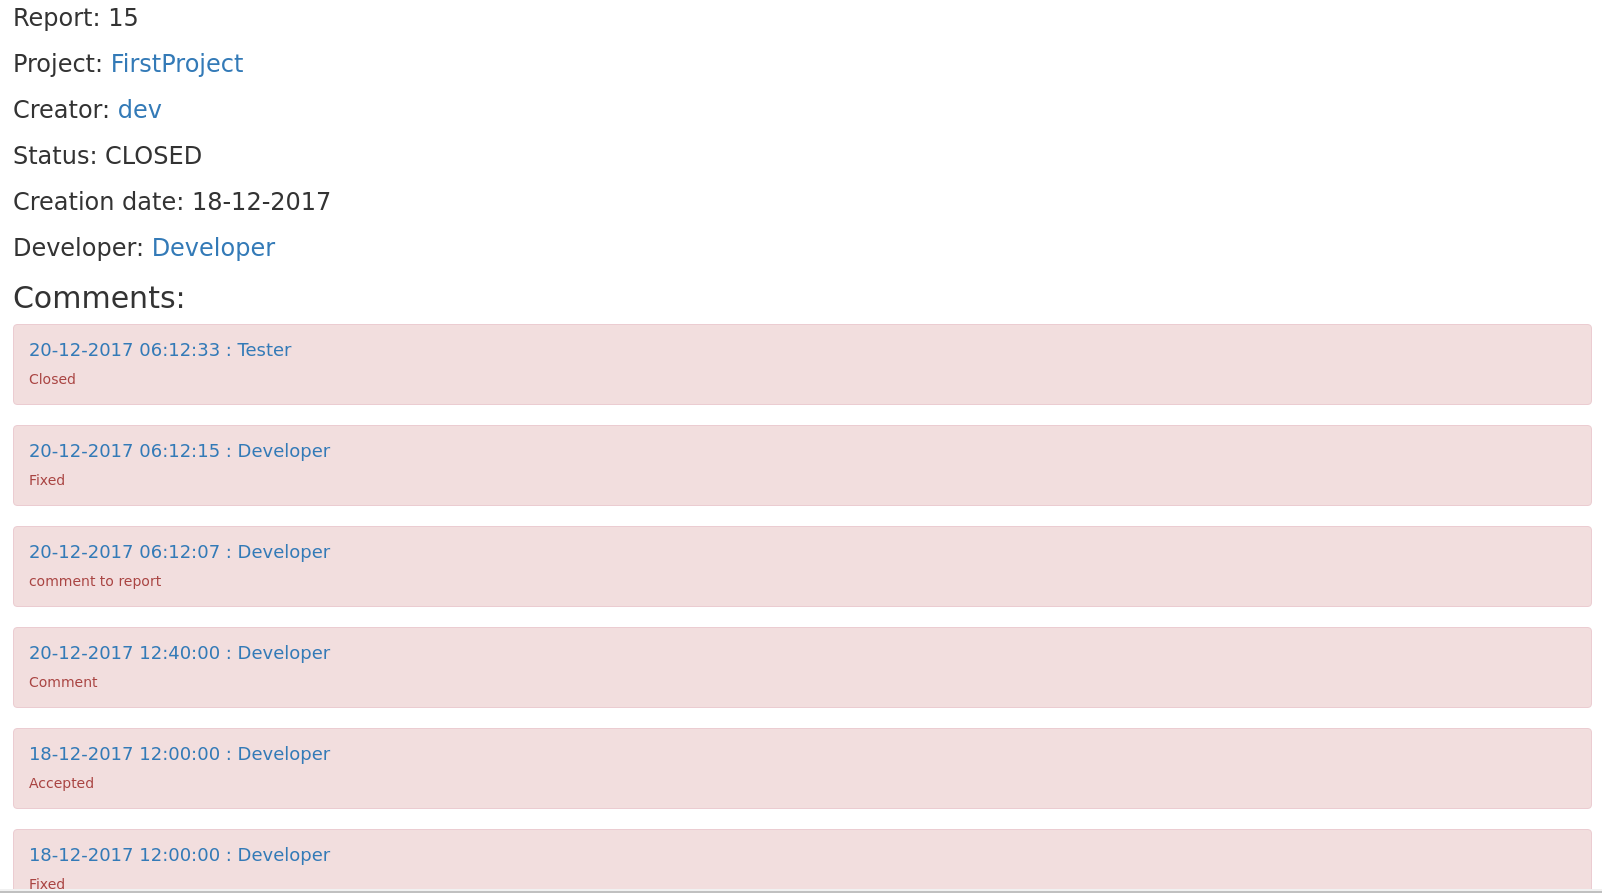 Report: 15
Project: FirstProject
Creator: dev
Status: CLOSED
Creation date: 18-12-2017
Developer: Developer
Comments:
20-12-2017 06:12:33 : Tester
Closed
20-12-2017 06:12:15 : Developer
Fixed
20-12-2017 06:12:07 : Developer
comment to report
20-12-2017 12:40:00 : Developer
Comment
18-12-2017 12:00:00 : Developer
Accepted
18-12-2017 12:00:00 : Developer
Fixed